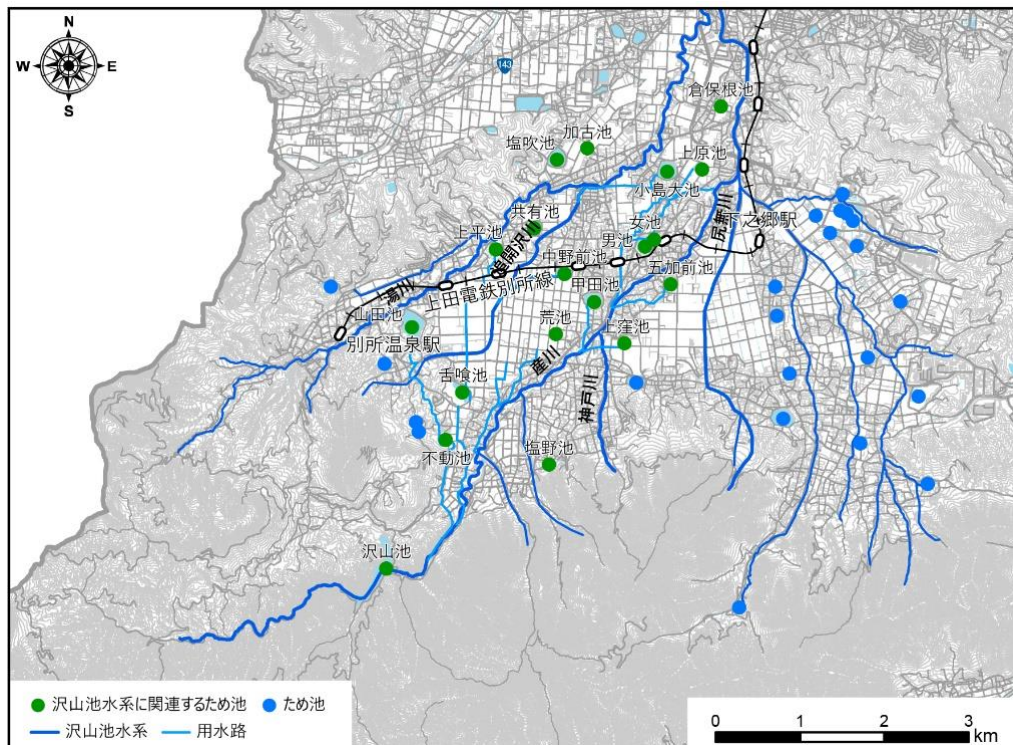 N
W
E
S
143
倉保根池
加古池
塩吹池
上原池
小島大池
尻無川
下之郷駅
共有池
上平池
女池
男池
中野前池
五加前池
湯川
上田電鉄別所線
甲田池
山田池
別所温泉駅
荒池
上窪池
産川
舌喰池
神戸川
不動池
塩野池
沢山池
沢山池水系に関連するため池
ため池
沢山池水系
用水路
0 1 2 3
km